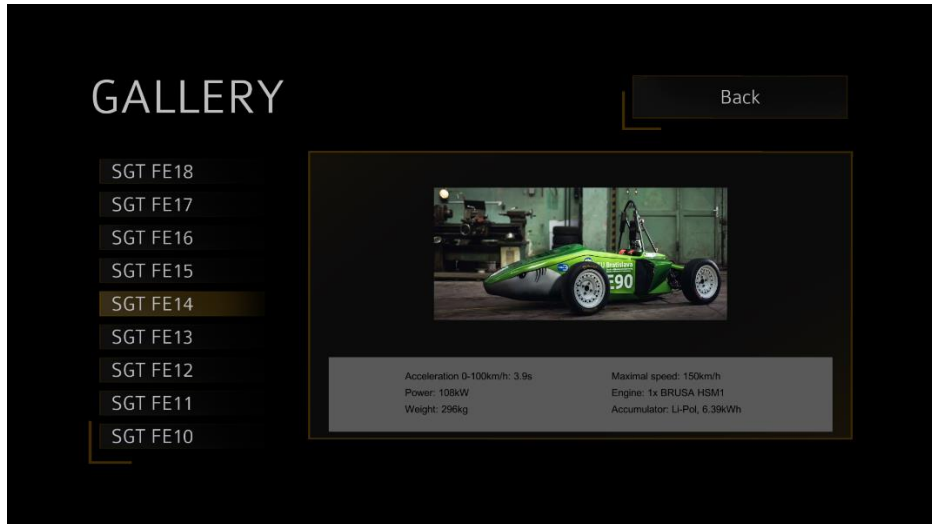 GALLERY
Back
SGT FE18
SGT FE17
SGT FE16
SGT FE15
SGT FE14
SGT FE13
SGT FE12
SGT FE11
SGT FE10
Bratislava
E90
Acceleration 0-100km/h: 3.9s
Power: 108kW
Weight: 296kg
Maximal speed: 150km/h
Engine: 1x BRUSA HSM1
Accumulator: Li-Pol, 6.39kWh